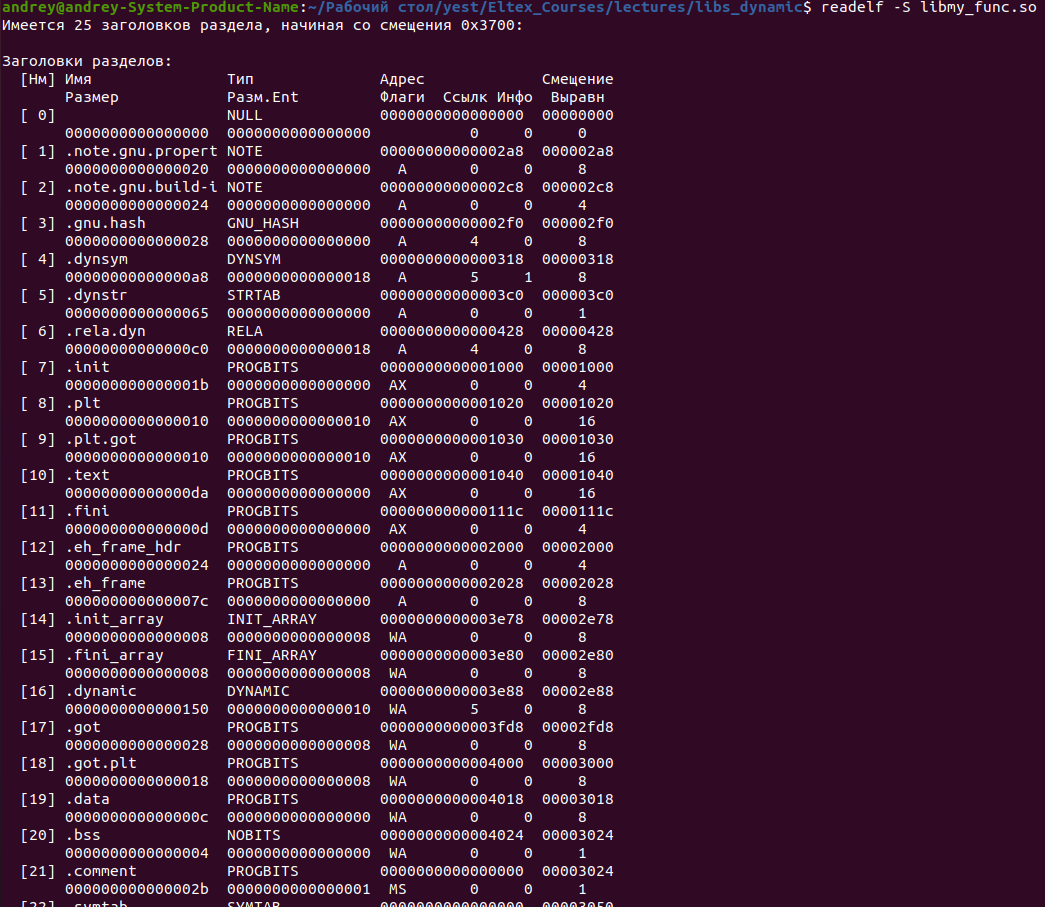 andrey@andrey-System-Product-Name:~/Рабочий стол/yest/Eltex_Courses/lectures/libs_dynamic$ readelf -S libmy_func.so
Имеется 25 заголовков раздела, начиная со смещения 0x3700:
Заголовки разделов:
[Нм] Имя Тип Адрес Смещение
Размер Разм.Ent Флаги Ссылк Инфо Выравн
[ 0] NULL 0000000000000000 00000000
0000000000000000 0000000000000000 0 0 0
[ 1] .note.gnu.propert NOTE 00000000000002a8 000002a8
0000000000000020 0000000000000000 A 0 0 8
[ 2] .note.gnu.build-i NOTE 00000000000002c8 000002c8
0000000000000024 0000000000000000 A 0 0 4
[ 3] .gnu.hash GNU_HASH 00000000000002f0 000002f0
0000000000000028 0000000000000000 A 4 0 8
[ 4] .dynsym DYNSYM 0000000000000318 00000318
00000000000000a8 0000000000000018 A 5 1 8
[ 5] .dynstr STRTAB 00000000000003c0 000003c0
0000000000000065 0000000000000000 A 0 0 1
[ 6] .rela.dyn RELA 0000000000000428 00000428
00000000000000c0 0000000000000018 A 4 0 8
[ 7] .init PROGBITS 0000000000001000 00001000
000000000000001b 0000000000000000 AX 0 0 4
[ 8] .plt PROGBITS 0000000000001020 00001020
0000000000000010 0000000000000010 AX 0 0 16
[ 9] .plt.got PROGBITS 0000000000001030 00001030
0000000000000010 0000000000000010 AX 0 0 16
[10] .text PROGBITS 0000000000001040 00001040
00000000000000da 0000000000000000 AX 0 0 16
[11] .fini PROGBITS 000000000000111c 0000111c
000000000000000d 0000000000000000 AX 0 0 4
[12] .eh_frame_hdr PROGBITS 0000000000002000 00002000
0000000000000024 0000000000000000 A 0 0 4
[13] .eh_frame PROGBITS 0000000000002028 00002028
000000000000007c 0000000000000000 A 0 0 8
[14] .init_array INIT_ARRAY 0000000000003e78 00002e78
0000000000000008 0000000000000008 WA 0 0 8
[15] .fini_array FINI_ARRAY 0000000000003e80 00002e80
0000000000000008 0000000000000008 WA 0 0 8
[16] .dynamic DYNAMIC 0000000000003e88 00002e88
0000000000000150 0000000000000010 WA 5 0 8
[17] .got PROGBITS 0000000000003fd8 00002fd8
0000000000000028 0000000000000008 WA 0 0 8
[18] .got.plt PROGBITS 0000000000004000 00003000
0000000000000018 0000000000000008 WA 0 0 8
[19] .data PROGBITS 0000000000004018 00003018
000000000000000c 0000000000000000 WA 0 0 8
[20] .bss NOBITS 0000000000004024 00003024
0000000000000004 0000000000000000 WA 0 0 1
[21] .comment PROGBITS 0000000000000000 00003024
000000000000002b 0000000000000001 MS 0 0 1
[22] .symtab SYMTAB 0000000000000000 00003050